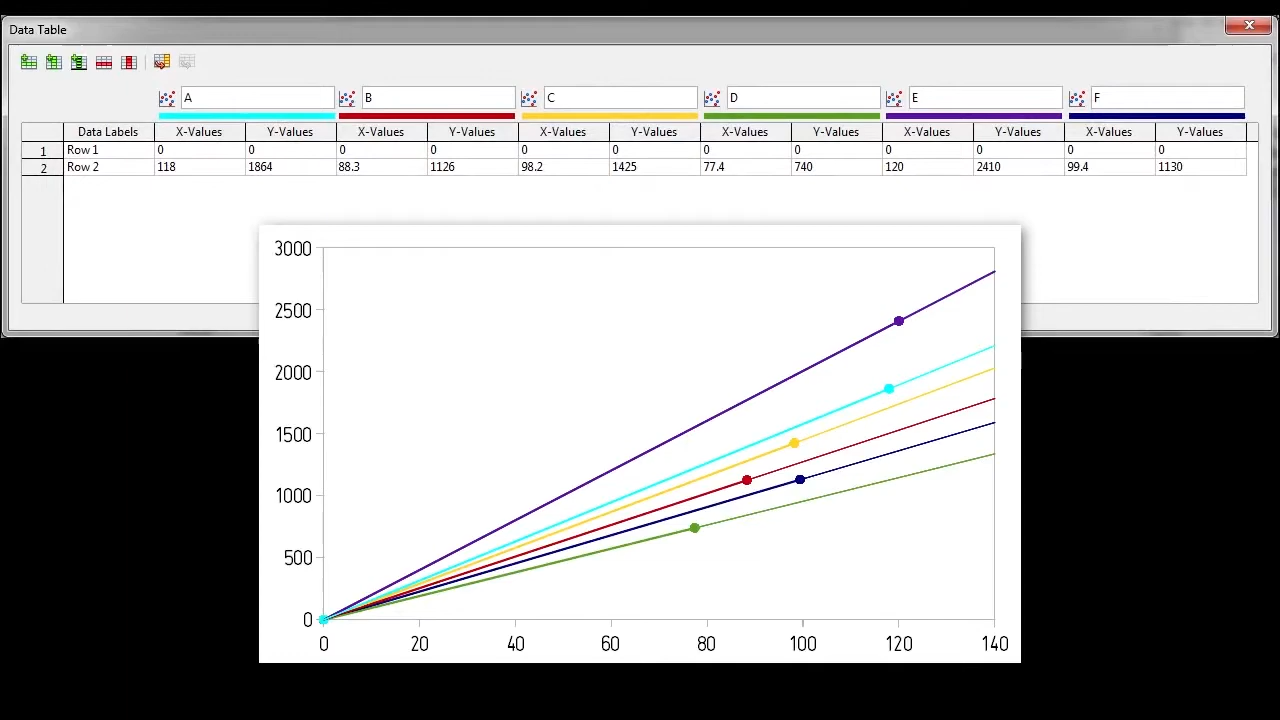 Data Table
A B C D E F
Data Labels X-Values Y-Values X-Values Y-Values X-Values Y-Values X-Values Y-Values X-Values Y-Values X-Values Y-Values
1 Row 1 0 0 0 0 0 0 0 0 0 0 0 0
2 Row 2 118 1864 88.3 1126 98.2 1425 77.4 740 120 2410 99.4 1130
3000
2500
2000
1500
1000
500
0
0 20 40 60 80 100 120 140